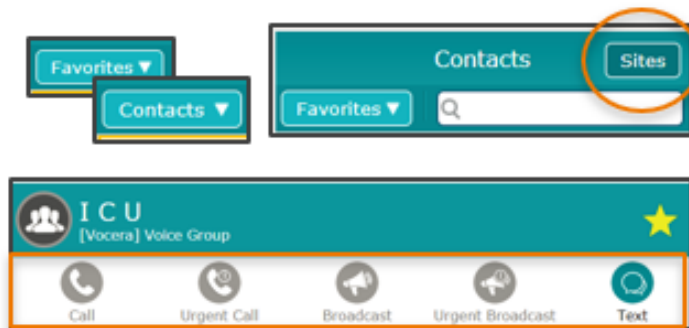 Favorites ▼
Contacts ▼
Contacts
Sites
Favorites ▼
I C U
[Vocera] Voice Group
Call
Urgent Call
Broadcast
Urgent Broadcast
Text